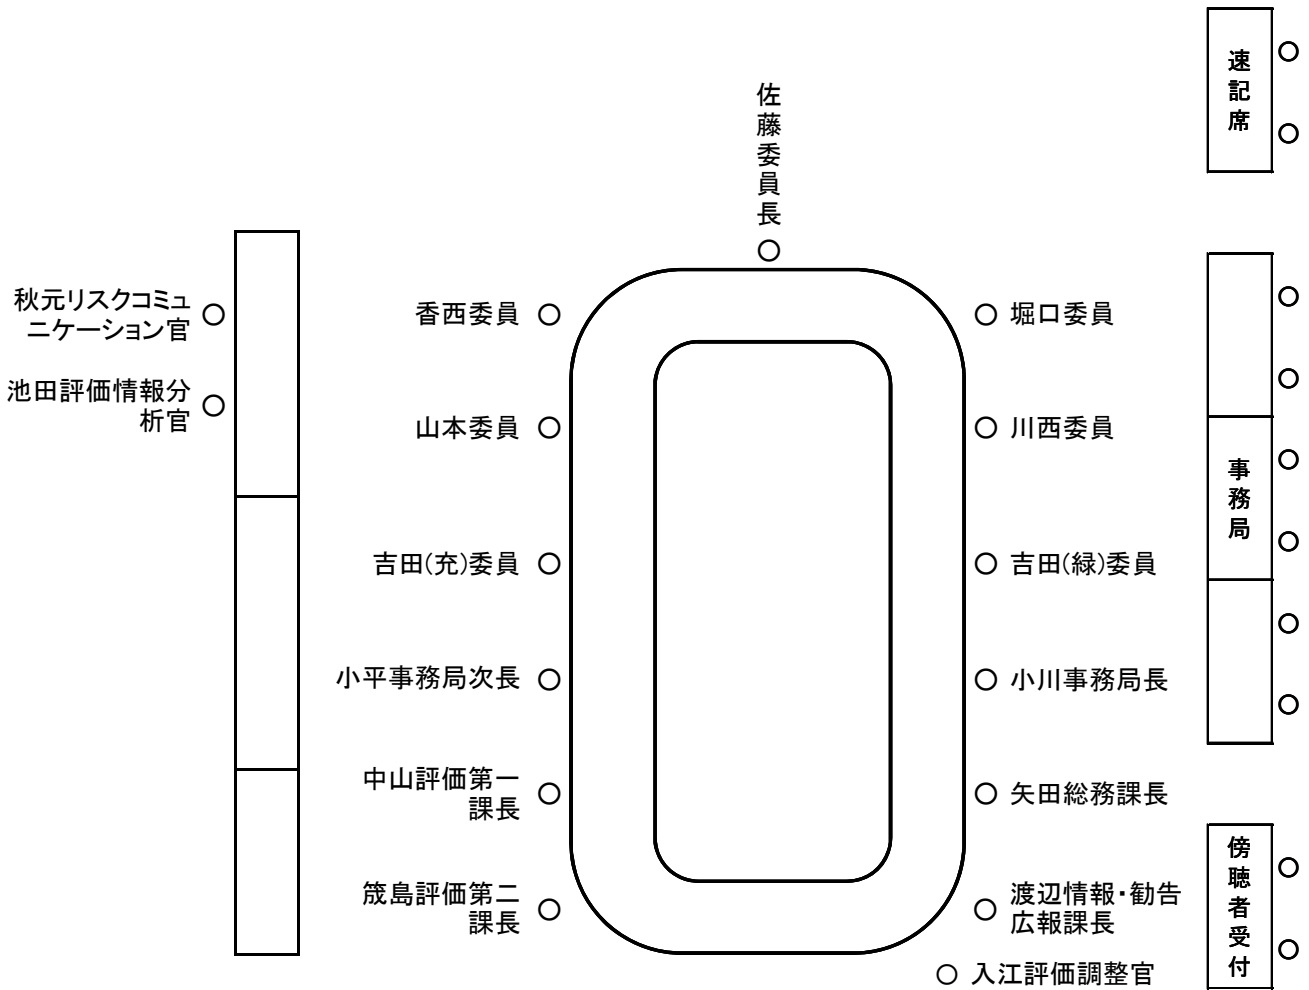 速記席
佐藤委員長
秋元リスクコミュ
ニケーション官
香西委員
堀口委員
池田評価情報分
析官
山本委員
川西委員
事務局
吉田(充)委員
吉田(緑)委員
小平事務局次長
小川事務局長
中山評価第一
課長
矢田総務課長
筬島評価第二
課長
渡辺情報・勧告
広報課長
傍聴者受付
入江評価調整官